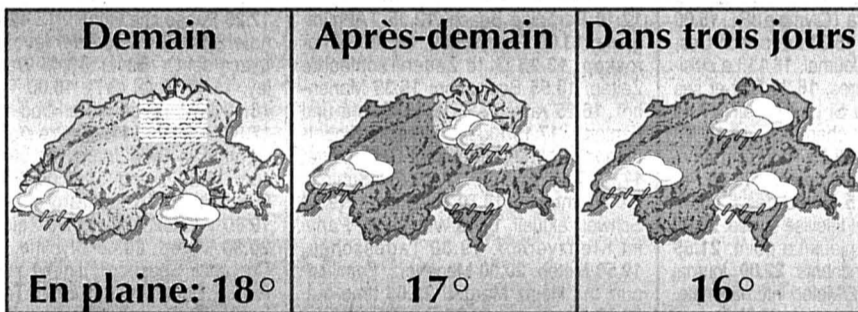 Demain
En plaine: 18°
Après-demain
17°
Dans trois jours
16°